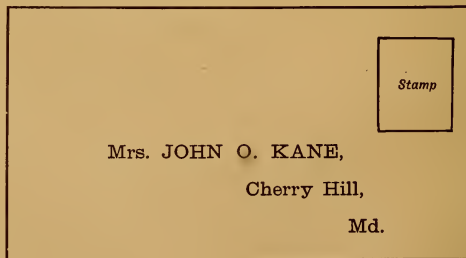 Stamp
Mrs. JOHN O. KANE,
Cherry Hill,
Md.